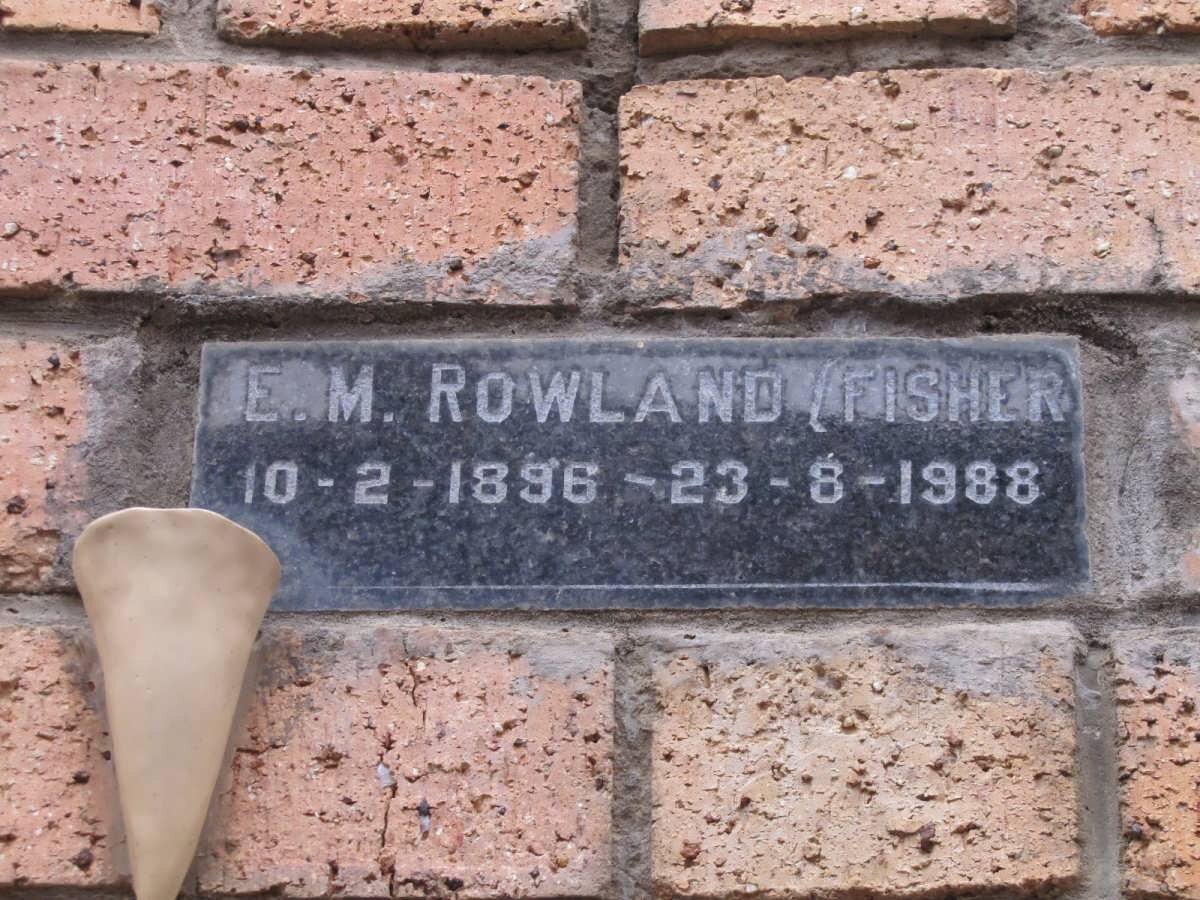 E. M. ROWLAND (FISHER
10 - 2 - 1896 - 23 - 8 - 1988